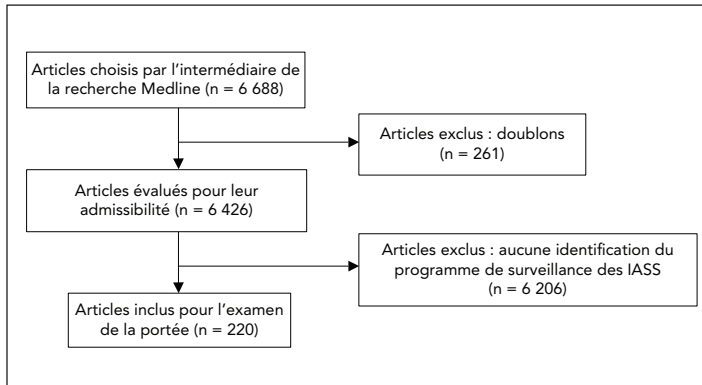 Articles choisis par l’intermédiaire de
la recherche Medline (n = 6 688)
Articles exclus : doublons
(n = 261)
Articles évalués pour leur
admissibilité (n = 6 426)
Articles exclus : aucune identification du
programme de surveillance des IASS
(n = 6 206)
Articles inclus pour l’examen
de la portée (n = 220)